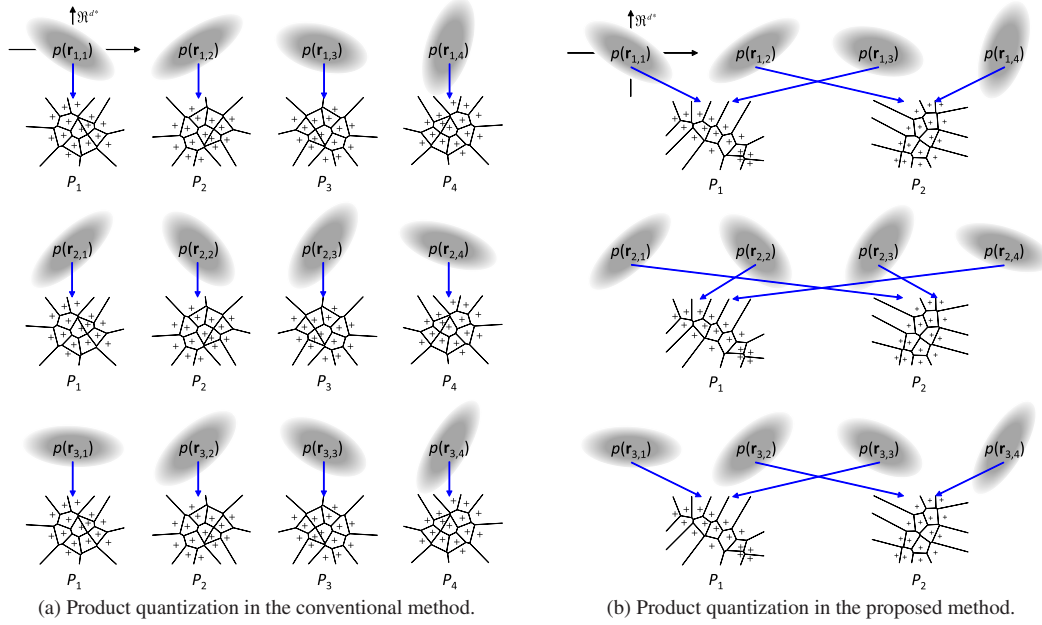 ℜ^{d*} ℜ^{d*}
p(r_{1,1}) p(r_{1,2}) p(r_{1,3}) p(r_{1,4}) p(r_{1,1}) p(r_{1,2}) p(r_{1,3}) p(r_{1,4})
P_1 P_2 P_3 P_4 P_1 P_2
p(r_{2,1}) p(r_{2,2}) p(r_{2,3}) p(r_{2,4}) p(r_{2,1}) p(r_{2,2}) p(r_{2,3}) p(r_{2,4})
P_1 P_2 P_3 P_4 P_1 P_2
p(r_{3,1}) p(r_{3,2}) p(r_{3,3}) p(r_{3,4}) p(r_{3,1}) p(r_{3,2}) p(r_{3,3}) p(r_{3,4})
P_1 P_2 P_3 P_4 P_1 P_2
(a) Product quantization in the conventional method. (b) Product quantization in the proposed method.